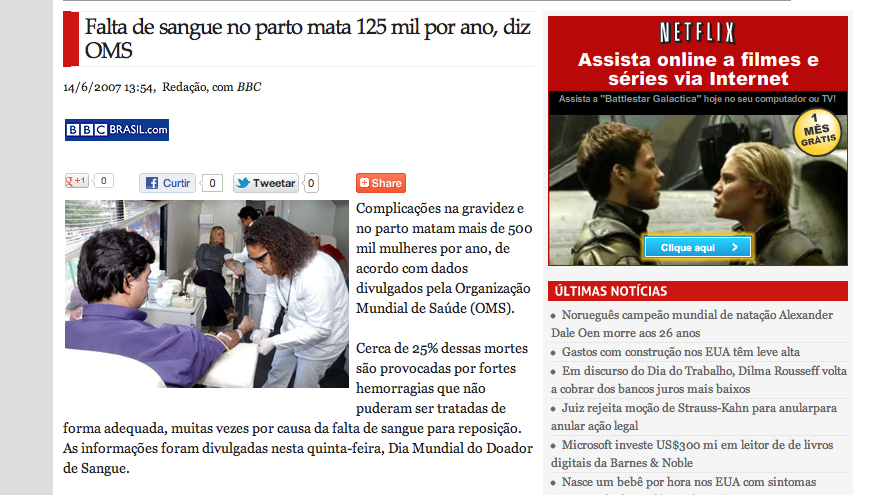 Falta de sangue no parto mata 125 mil por ano, diz
OMS
14/6/2007 13:54, Redação, com BBC
BBC BRASIL.com
+1 0
Curtir 0
Tweetar 0
Share
Complicações na gravidez e
no parto matam mais de 500
mil mulheres por ano, de
acordo com dados
divulgados pela Organização
Mundial de Saúde (OMS).
Cerca de 25% dessas mortes
são provocadas por fortes
hemorragias que não
puderam ser tratadas de
forma adequada, muitas vezes por causa da falta de sangue para reposição.
As informações foram divulgadas nesta quinta-feira, Dia Mundial do Doador
de Sangue.
NETFLIX
Assista online a filmes e
séries via Internet
Assista a "Battlestar Galactica" hoje no seu computador ou TV!
1
MÊS
GRÁTIS
Clique aqui
ÚLTIMAS NOTÍCIAS
Norueguês campeão mundial de natação Alexander
Dale Oen morre aos 26 anos
Gastos com construção nos EUA têm leve alta
Em discurso do Dia do Trabalho, Dilma Rousseff volta
a cobrar dos bancos juros mais baixos
Juiz rejeita moção de Strauss-Kahn para anularpara
anular ação legal
Microsoft investe US$300 mi em leitor de de livros
digitais da Barnes & Noble
Nasce um bebê por hora nos EUA com sintomas